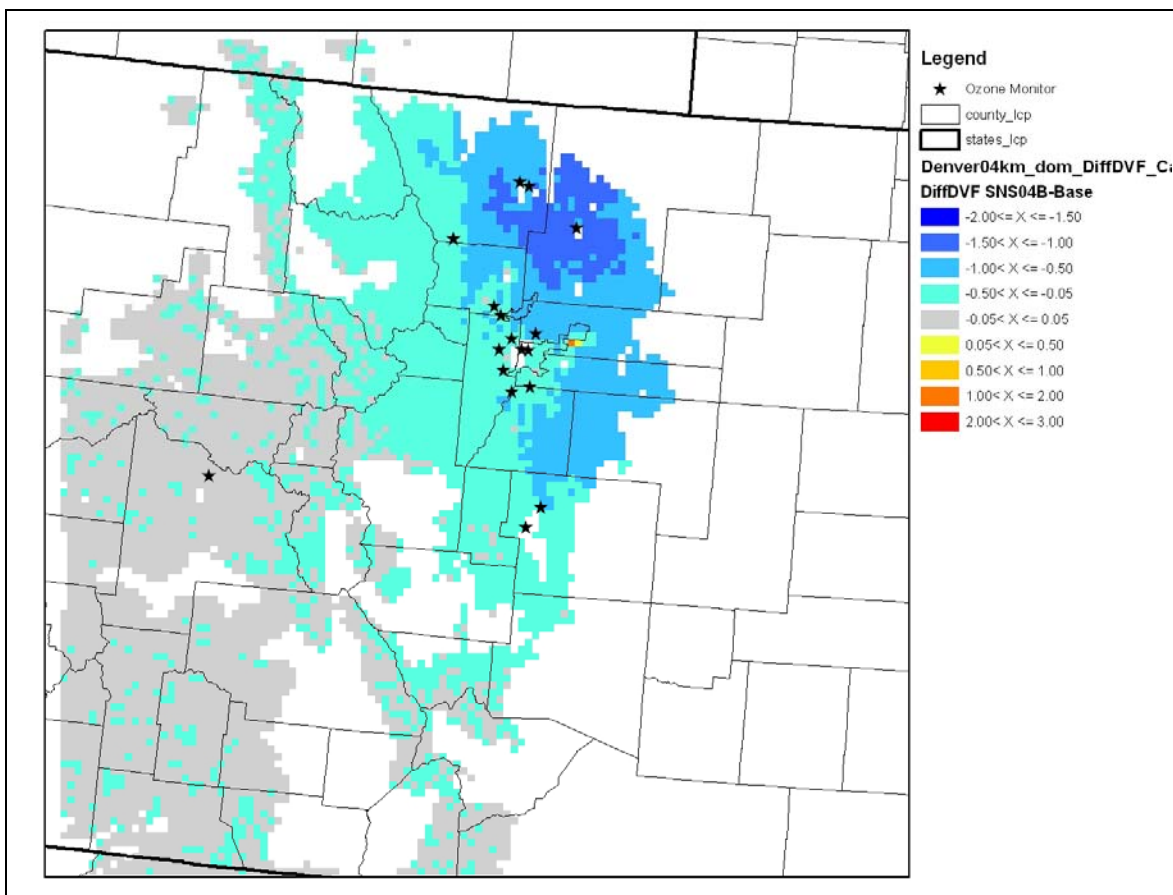 Legend
Ozone Monitor
county_lcp
states_lcp
Denver04km_dom_DiffDVF_Ca
DiffDVF SNS04B-Base
-2.00<= X <= -1.50
-1.50< X <= -1.00
-1.00< X <= -0.50
-0.50< X <= -0.05
-0.05< X <= 0.05
0.05< X <= 0.50
0.50< X <= 1.00
1.00< X <= 2.00
2.00< X <= 3.00